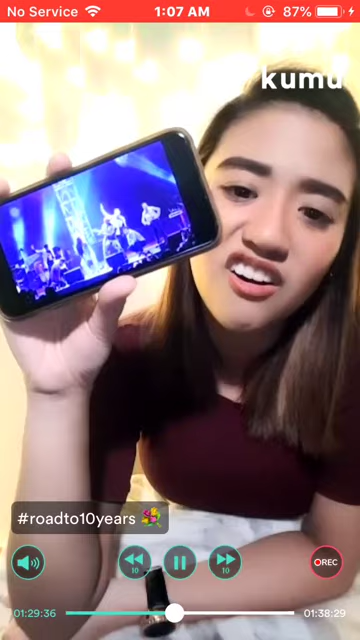 No Service 1:07 AM 87%
kumu
#roadto10years 💐
10 10 REC
01:29:36 01:38:29